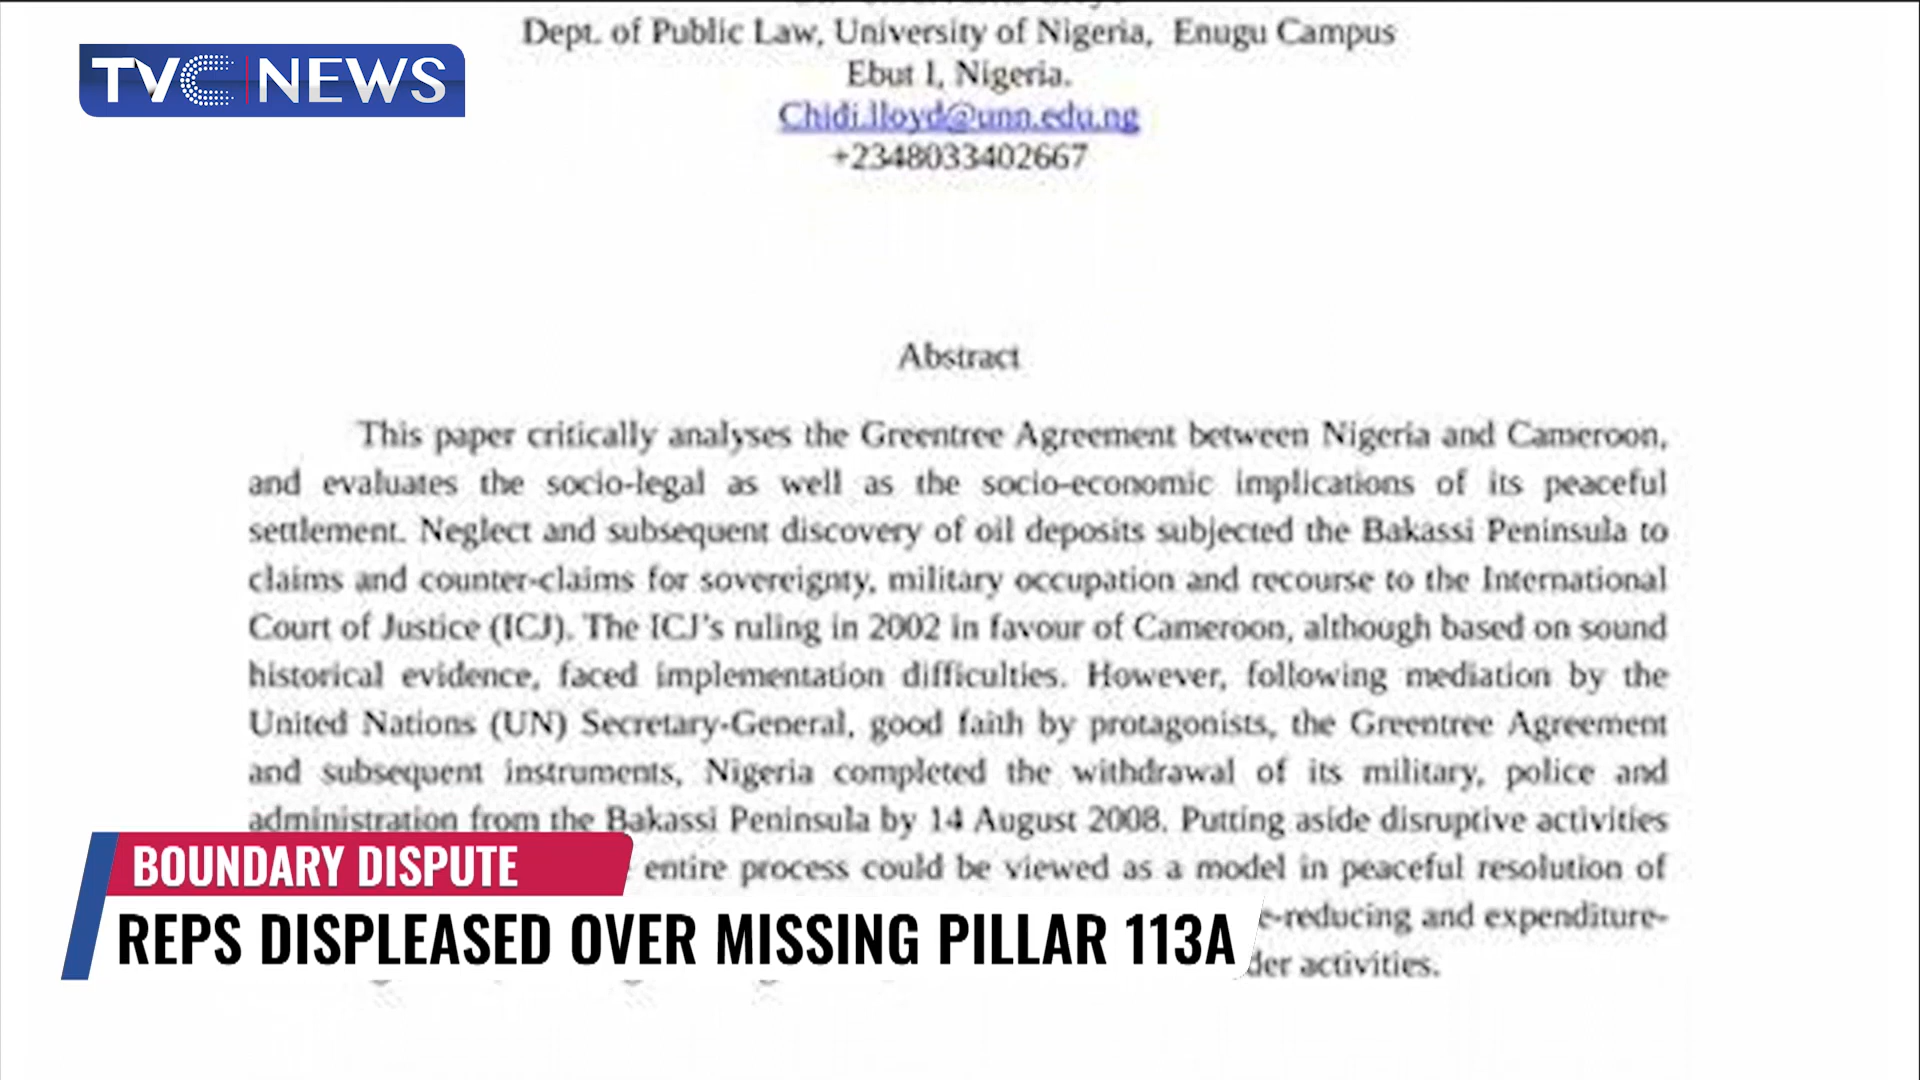 Dept. of Public Law, University of Nigeria, Enugu Campus
Ebut I, Nigeria.
Chidi.lloyd@unn.edu.ng
+2348033402667
TVC NEWS
Abstract
This paper critically analyses the Greentree Agreement between Nigeria and Cameroon,
and evaluates the socio-legal as well as the socio-economic implications of its peaceful
settlement. Neglect and subsequent discovery of oil deposits subjected the Bakassi Peninsula to
claims and counter-claims for sovereignty, military occupation and recourse to the International
Court of Justice (ICJ). The ICJ's ruling in 2002 in favour of Cameroon, although based on sound
historical evidence, faced implementation difficulties. However, following mediation by the
United Nations (UN) Secretary-General, good faith by protagonists, the Greentree Agreement
and subsequent instruments, Nigeria completed the withdrawal of its military, police and
administration from the Bakassi Peninsula by 14 August 2008. Putting aside disruptive activities
entire process could be viewed as a model in peaceful resolution of
-reducing and expenditure-
activities.
BOUNDARY DISPUTE
REPS DISPLEASED OVER MISSING PILLAR 113A